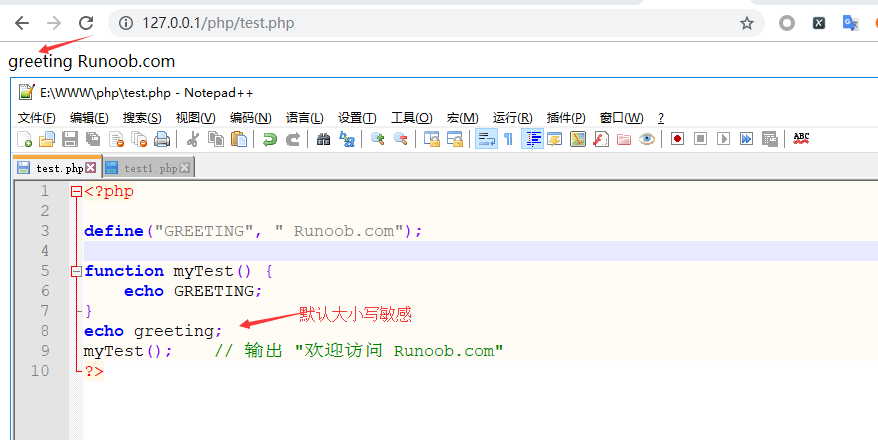 127.0.0.1/php/test.php
greeting Runoob.com
E:\WWW\php\test.php - Notepad++
文件(F) 编辑(E) 搜索(S) 视图(V) 编码(N) 语言(L) 设置(T) 工具(O) 宏(M) 运行(R) 插件(P) 窗口(W) ?
ABC
test.php test1.php
1 <?php
2
3 define("GREETING", " Runoob.com");
4
5 function myTest() {
6 echo GREETING;
7 }
默认大小写敏感
8 echo greeting;
9 myTest(); // 输出 "欢迎访问 Runoob.com"
10 ?>